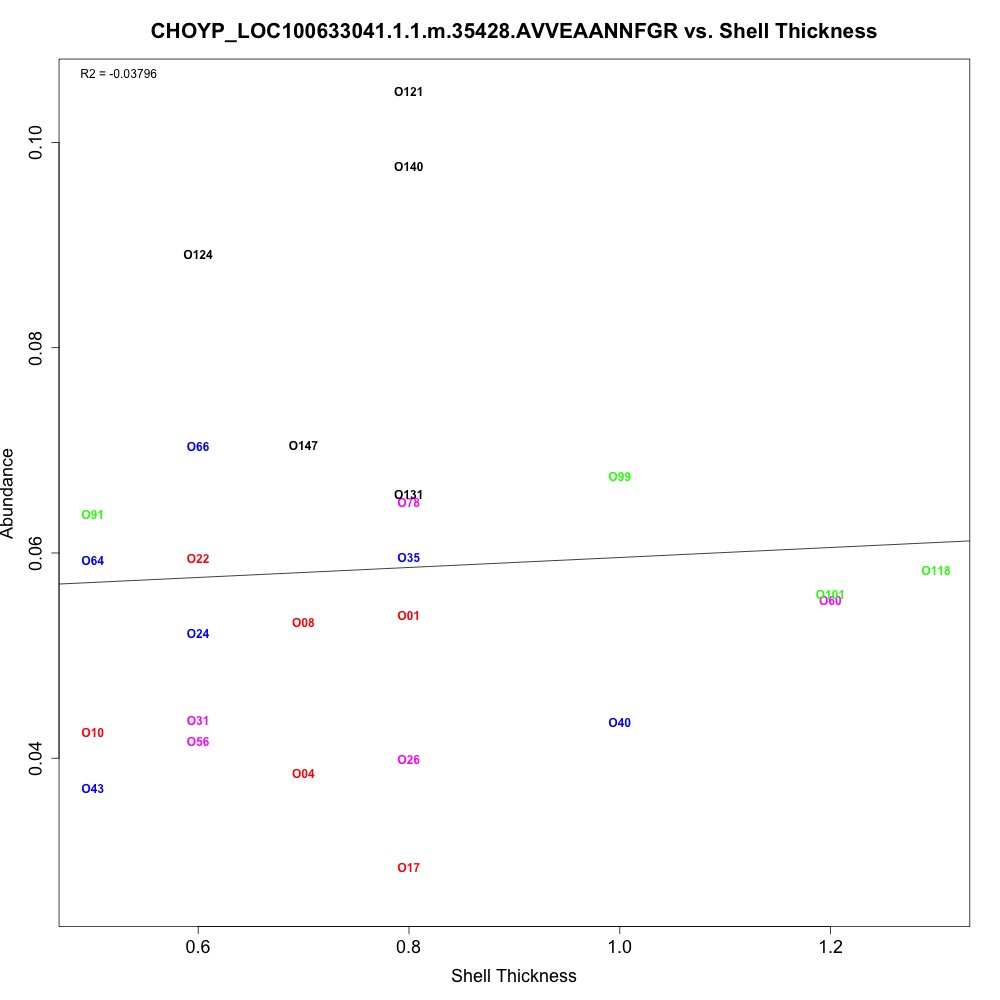 CHOYP_LOC100633041.1.1.m.35428.AVVEAANNFGR vs. Shell Thickness
R2 = -0.03796
O121
0.10
O140
O124
0.08
O66
O147
Abundance
O99
O131
O78
O91
0.06
O64
O22
O35
O118
O101
O60
O01
O08
O24
O31
O40
O10
O56
0.04
O26
O04
O43
O17
0.6 0.8 1.0 1.2
Shell Thickness